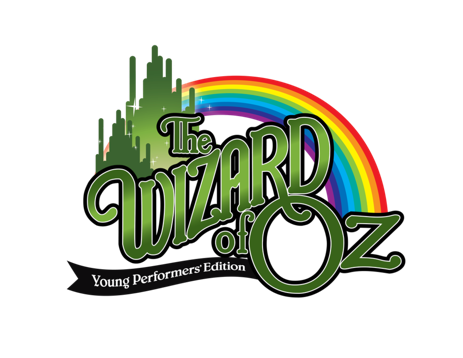 The
WIZARD
of OZ
Young Performers' Edition